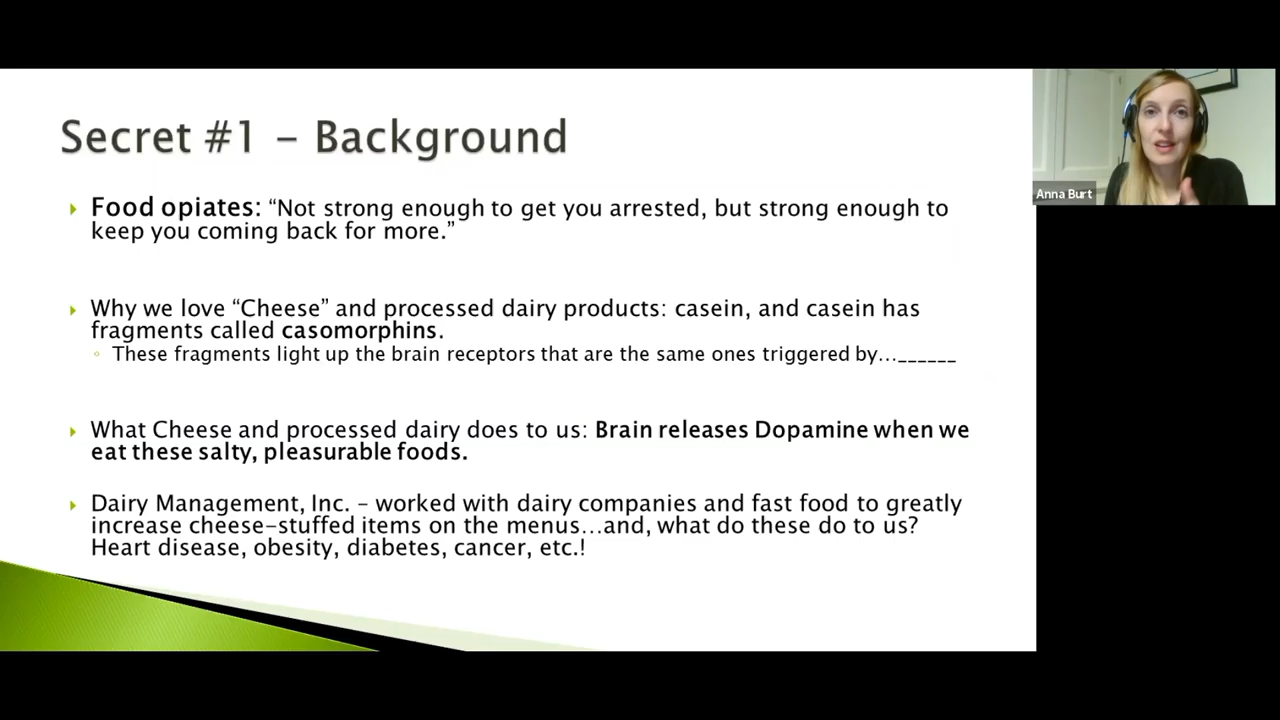 Secret #1 – Background
Food opiates: “Not strong enough to get you arrested, but strong enough to
keep you coming back for more.”
Why we love “Cheese” and processed dairy products: casein, and casein has
fragments called casomorphins.
These fragments light up the brain receptors that are the same ones triggered by…______
What Cheese and processed dairy does to us: Brain releases Dopamine when we
eat these salty, pleasurable foods.
Dairy Management, Inc. – worked with dairy companies and fast food to greatly
increase cheese-stuffed items on the menus…and, what do these do to us?
Heart disease, obesity, diabetes, cancer, etc.!
Anna Burt